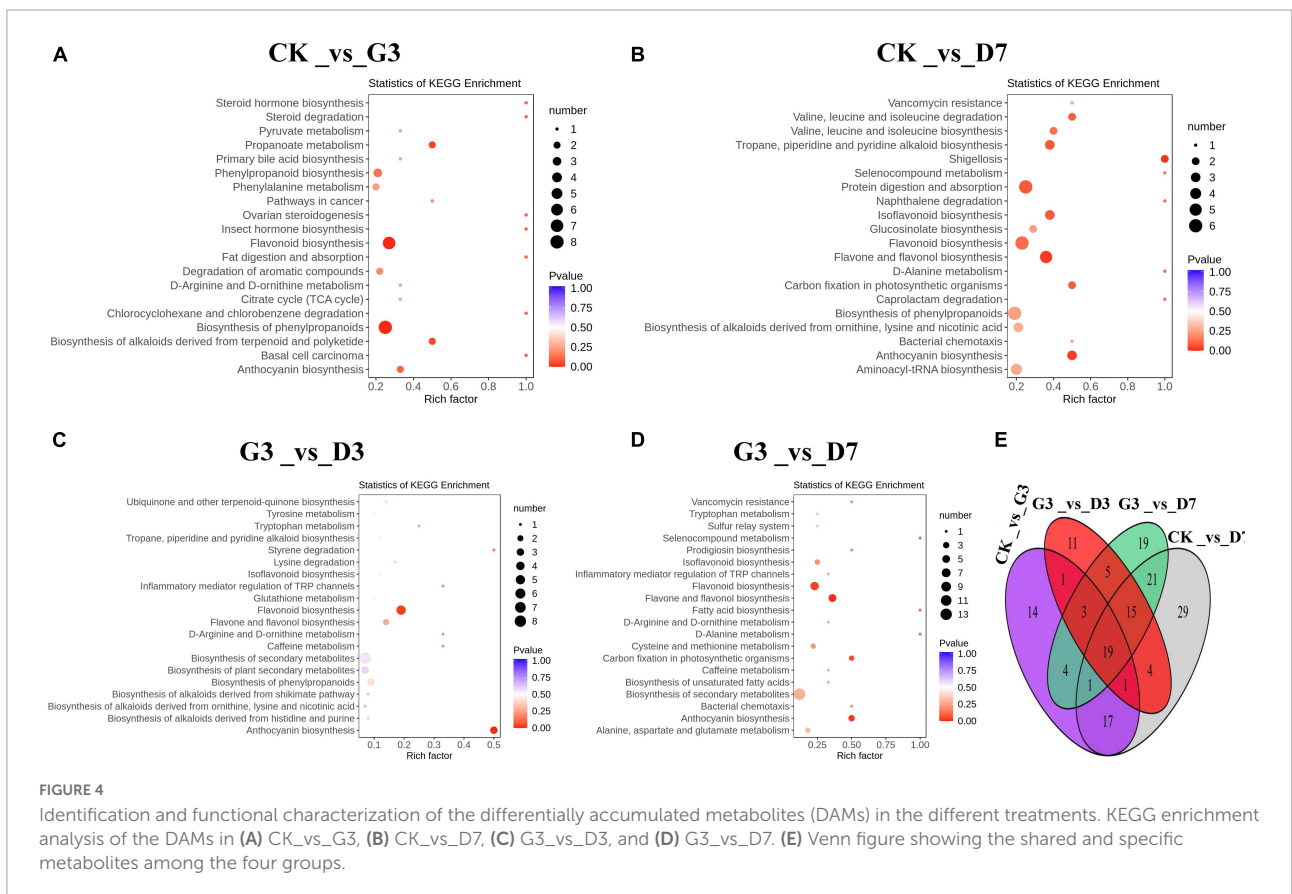 A
CK _vs_G3
Statistics of KEGG Enrichment
Steroid hormone biosynthesis
Steroid degradation
Pyruvate metabolism
Propanoate metabolism
Primary bile acid biosynthesis
Phenylpropanoid biosynthesis
Phenylalanine metabolism
Pathways in cancer
Ovarian steroidogenesis
Insect hormone biosynthesis
Flavonoid biosynthesis
Fat digestion and absorption
Degradation of aromatic compounds
D-Arginine and D-ornithine metabolism
Citrate cycle (TCA cycle)
Chlorocyclohexane and chlorobenzene degradation
Biosynthesis of phenylpropanoids
Biosynthesis of alkaloids derived from terpenoid and polyketide
Basal cell carcinoma
Anthocyanin biosynthesis
0.2 0.4 0.6 0.8 1.0
Rich factor
number
1
2
3
4
5
6
7
8
Pvalue
1.00
0.75
0.50
0.25
0.00
B
CK _vs_D7
Statistics of KEGG Enrichment
Vancomycin resistance
Valine, leucine and isoleucine degradation
Valine, leucine and isoleucine biosynthesis
Tropane, piperidine and pyridine alkaloid biosynthesis
Shigellosis
Selenocompound metabolism
Protein digestion and absorption
Naphthalene degradation
Isoflavonoid biosynthesis
Glucosinolate biosynthesis
Flavonoid biosynthesis
Flavone and flavonol biosynthesis
D-Alanine metabolism
Carbon fixation in photosynthetic organisms
Caprolactam degradation
Biosynthesis of phenylpropanoids
Biosynthesis of alkaloids derived from ornithine, lysine and nicotinic acid
Bacterial chemotaxis
Anthocyanin biosynthesis
Aminoacyl-tRNA biosynthesis
0.2 0.4 0.6 0.8 1.0
Rich factor
number
1
2
3
4
5
6
Pvalue
1.00
0.75
0.50
0.25
0.00
C
G3 _vs_D3
Statistics of KEGG Enrichment
Ubiquinone and other terpenoid-quinone biosynthesis
Tyrosine metabolism
Tryptophan metabolism
Tropane, piperidine and pyridine alkaloid biosynthesis
Styrene degradation
Lysine degradation
Isoflavonoid biosynthesis
Inflammatory mediator regulation of TRP channels
Glutathione metabolism
Flavonoid biosynthesis
Flavone and flavonol biosynthesis
D-Arginine and D-ornithine metabolism
Caffeine metabolism
Biosynthesis of secondary metabolites
Biosynthesis of plant secondary metabolites
Biosynthesis of phenylpropanoids
Biosynthesis of alkaloids derived from shikimate pathway
Biosynthesis of alkaloids derived from ornithine, lysine and nicotinic acid
Biosynthesis of alkaloids derived from histidine and purine
Anthocyanin biosynthesis
0.1 0.2 0.3 0.4 0.5
Rich factor
number
1
2
3
4
5
6
7
8
Pvalue
1.00
0.75
0.50
0.25
0.00
D
G3 _vs_D7
Statistics of KEGG Enrichment
Vancomycin resistance
Tryptophan metabolism
Sulfur relay system
Selenocompound metabolism
Prodigiosin biosynthesis
Isoflavonoid biosynthesis
Inflammatory mediator regulation of TRP channels
Flavonoid biosynthesis
Flavone and flavonol biosynthesis
Fatty acid biosynthesis
D-Arginine and D-ornithine metabolism
D-Alanine metabolism
Cysteine and methionine metabolism
Carbon fixation in photosynthetic organisms
Caffeine metabolism
Biosynthesis of unsaturated fatty acids
Biosynthesis of secondary metabolites
Bacterial chemotaxis
Anthocyanin biosynthesis
Alanine, aspartate and glutamate metabolism
0.25 0.50 0.75 1.00
Rich factor
number
1
3
5
7
9
11
13
Pvalue
1.00
0.75
0.50
0.25
0.00
E
CK _vs_G3
G3 _vs_D3
G3 _vs_D7
CK _vs_D7
11 19
1 5 21
14 3 15 29
19
4 1 1 4
17
FIGURE 4
Identification and functional characterization of the differentially accumulated metabolites (DAMs) in the different treatments. KEGG enrichment
analysis of the DAMs in (A) CK_vs_G3, (B) CK_vs_D7, (C) G3_vs_D3, and (D) G3_vs_D7. (E) Venn figure showing the shared and specific
metabolites among the four groups.